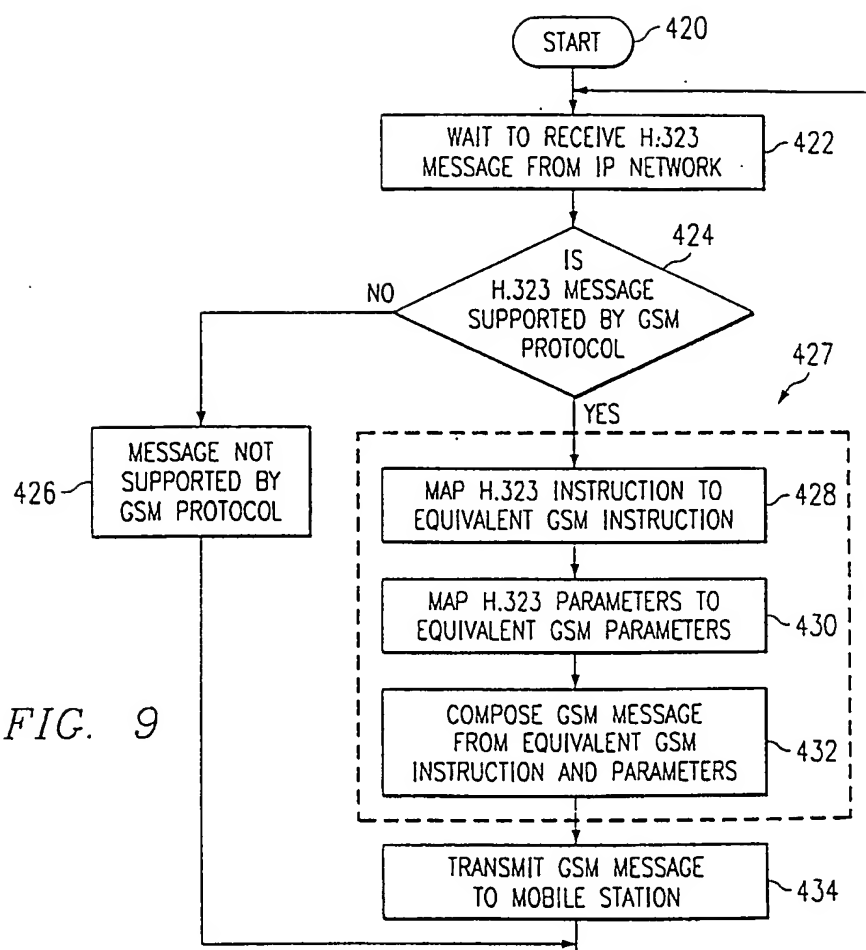 START
420
WAIT TO RECEIVE H.323
MESSAGE FROM IP NETWORK
422
424
IS
H.323 MESSAGE
SUPPORTED BY GSM
PROTOCOL
NO
427
YES
MESSAGE NOT
SUPPORTED BY
GSM PROTOCOL
426
MAP H.323 INSTRUCTION TO
EQUIVALENT GSM INSTRUCTION
428
MAP H.323 PARAMETERS TO
EQUIVALENT GSM PARAMETERS
430
FIG. 9
COMPOSE GSM MESSAGE
FROM EQUIVALENT GSM
INSTRUCTION AND PARAMETERS
432
TRANSMIT GSM MESSAGE
TO MOBILE STATION
434